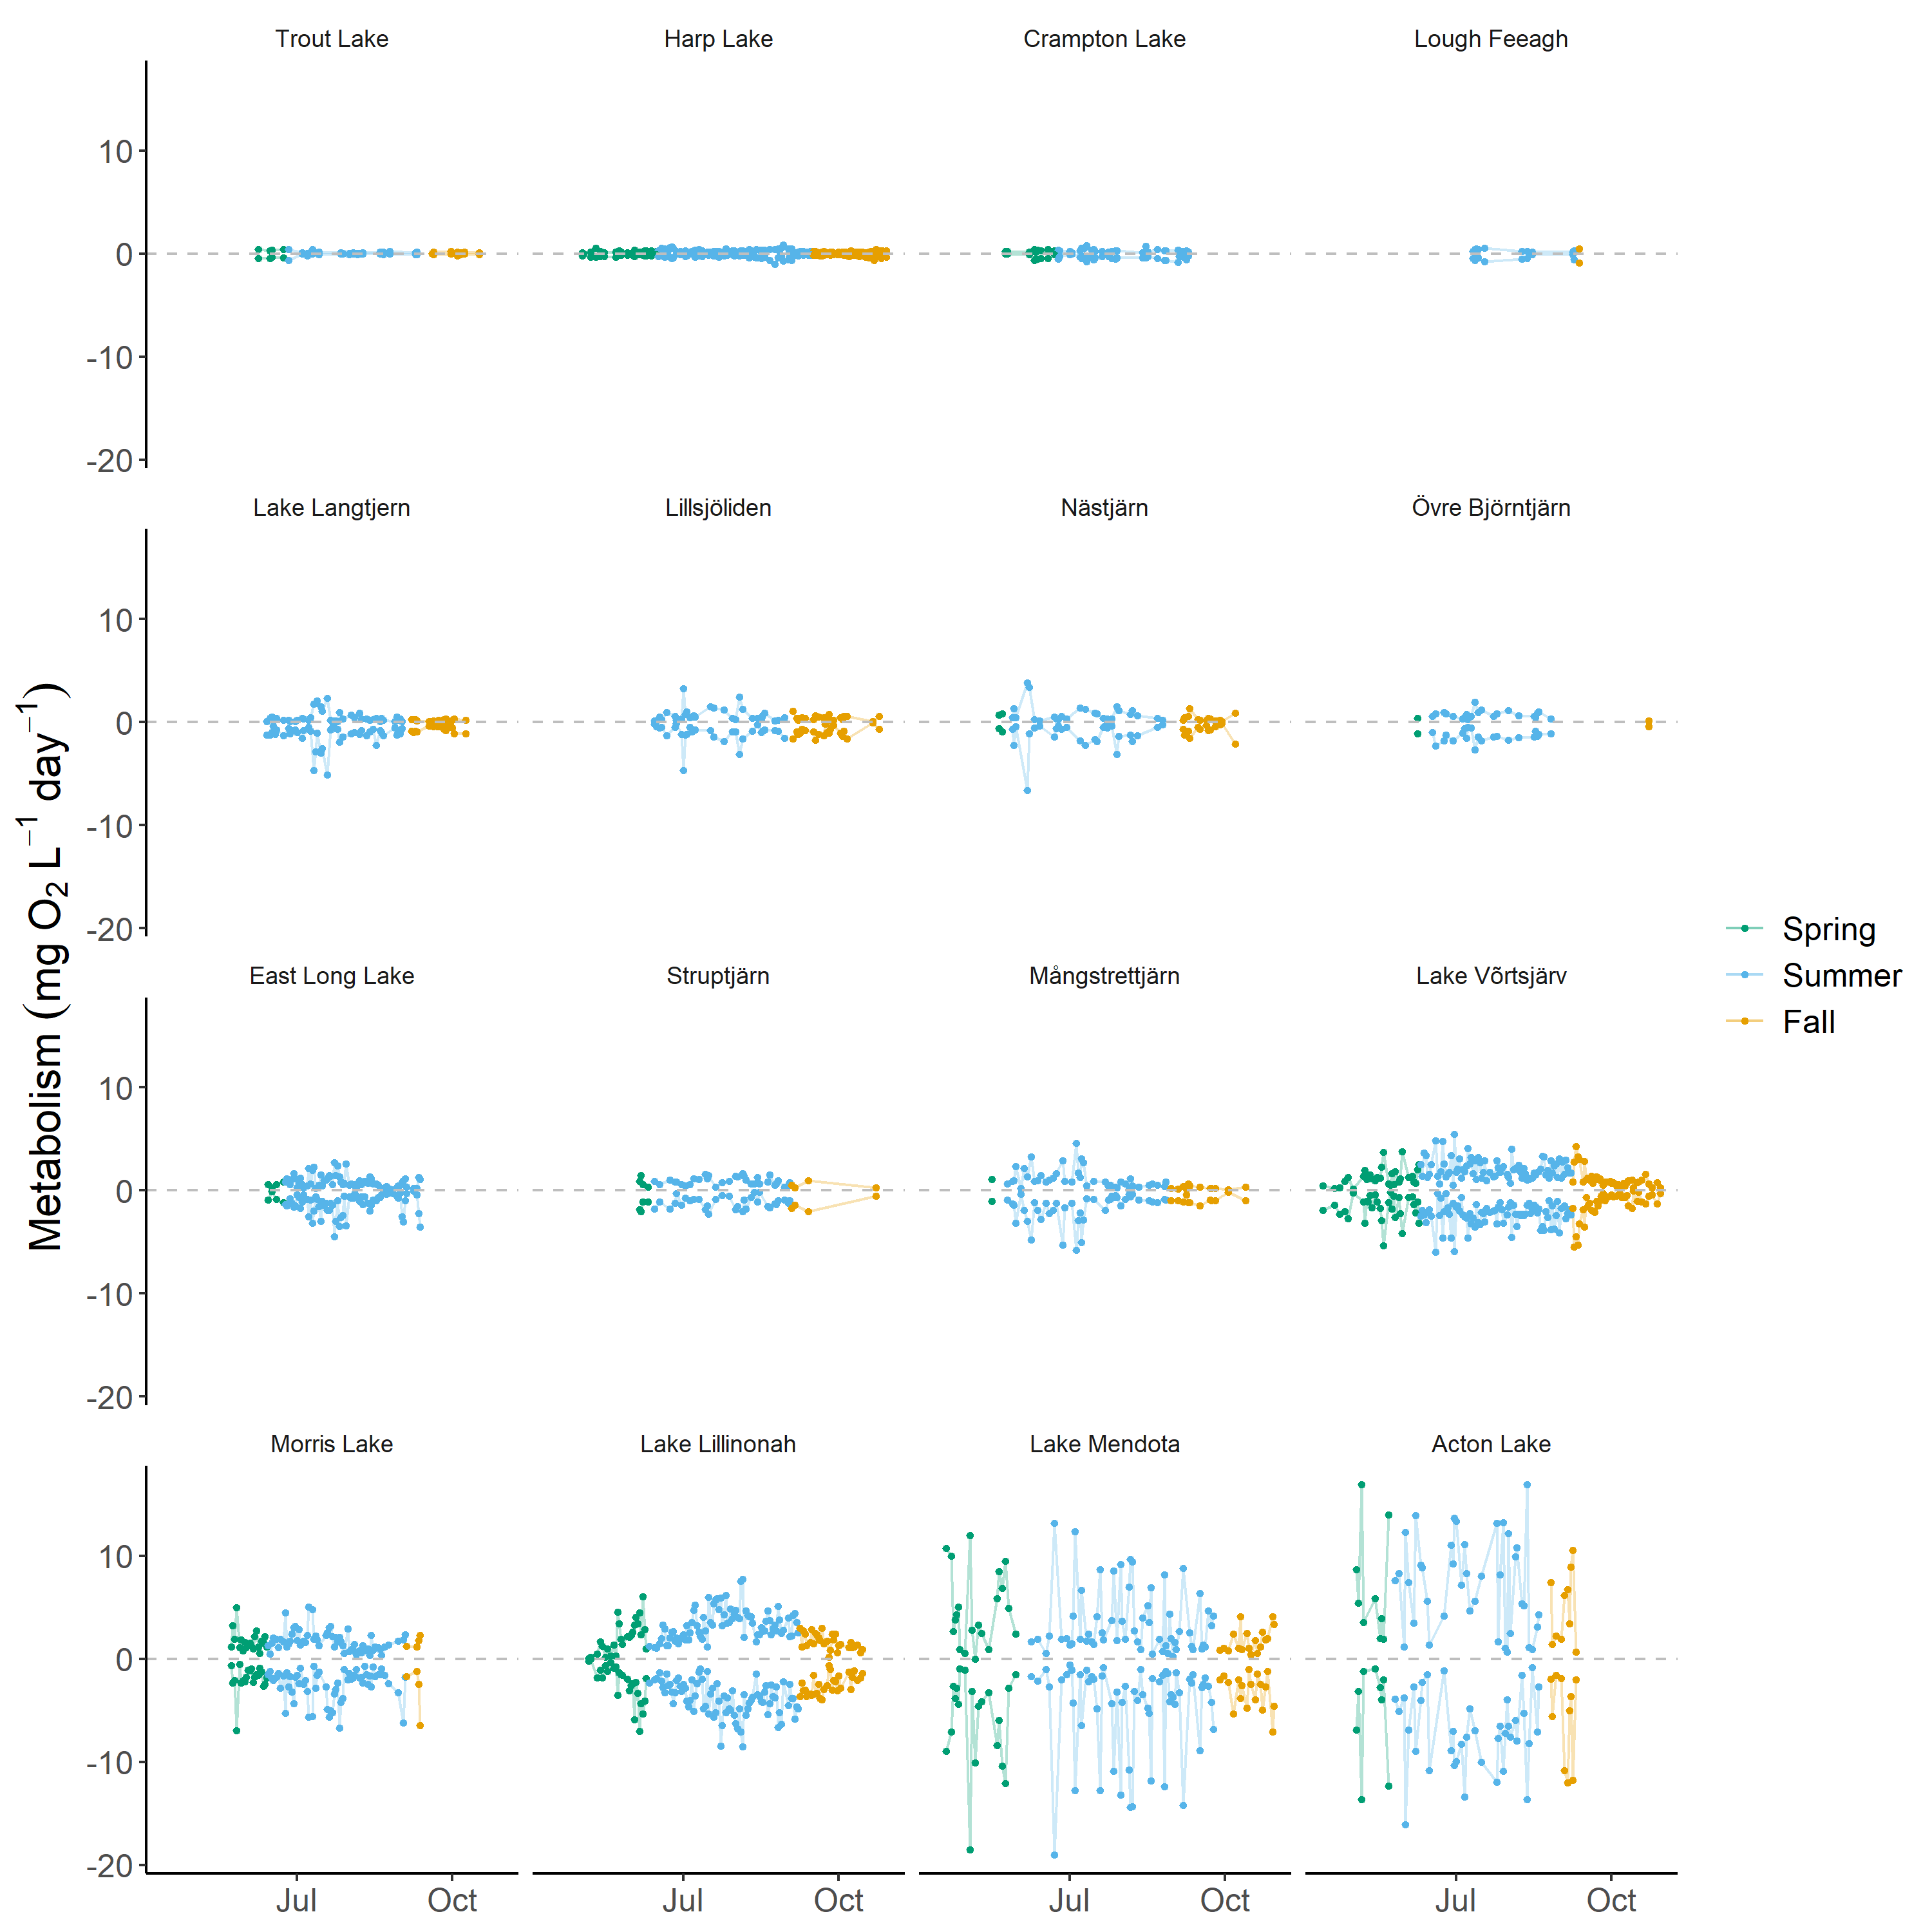 Trout Lake Harp Lake Crampton Lake Lough Feeagh
10
0
-10
-20
Lake Langtjern Lillsjöliden Nästjärn Övre Björntjärn
10
0
-10
-20
East Long Lake Struptjärn Mångstrettjärn Lake Võrtsjärv
10
0
-10
-20
Morris Lake Lake Lillinonah Lake Mendota Acton Lake
10
0
-10
-20
Jul Oct Jul Oct Jul Oct Jul Oct
Metabolism (mg O₂ L⁻¹ day⁻¹)
Spring
Summer
Fall